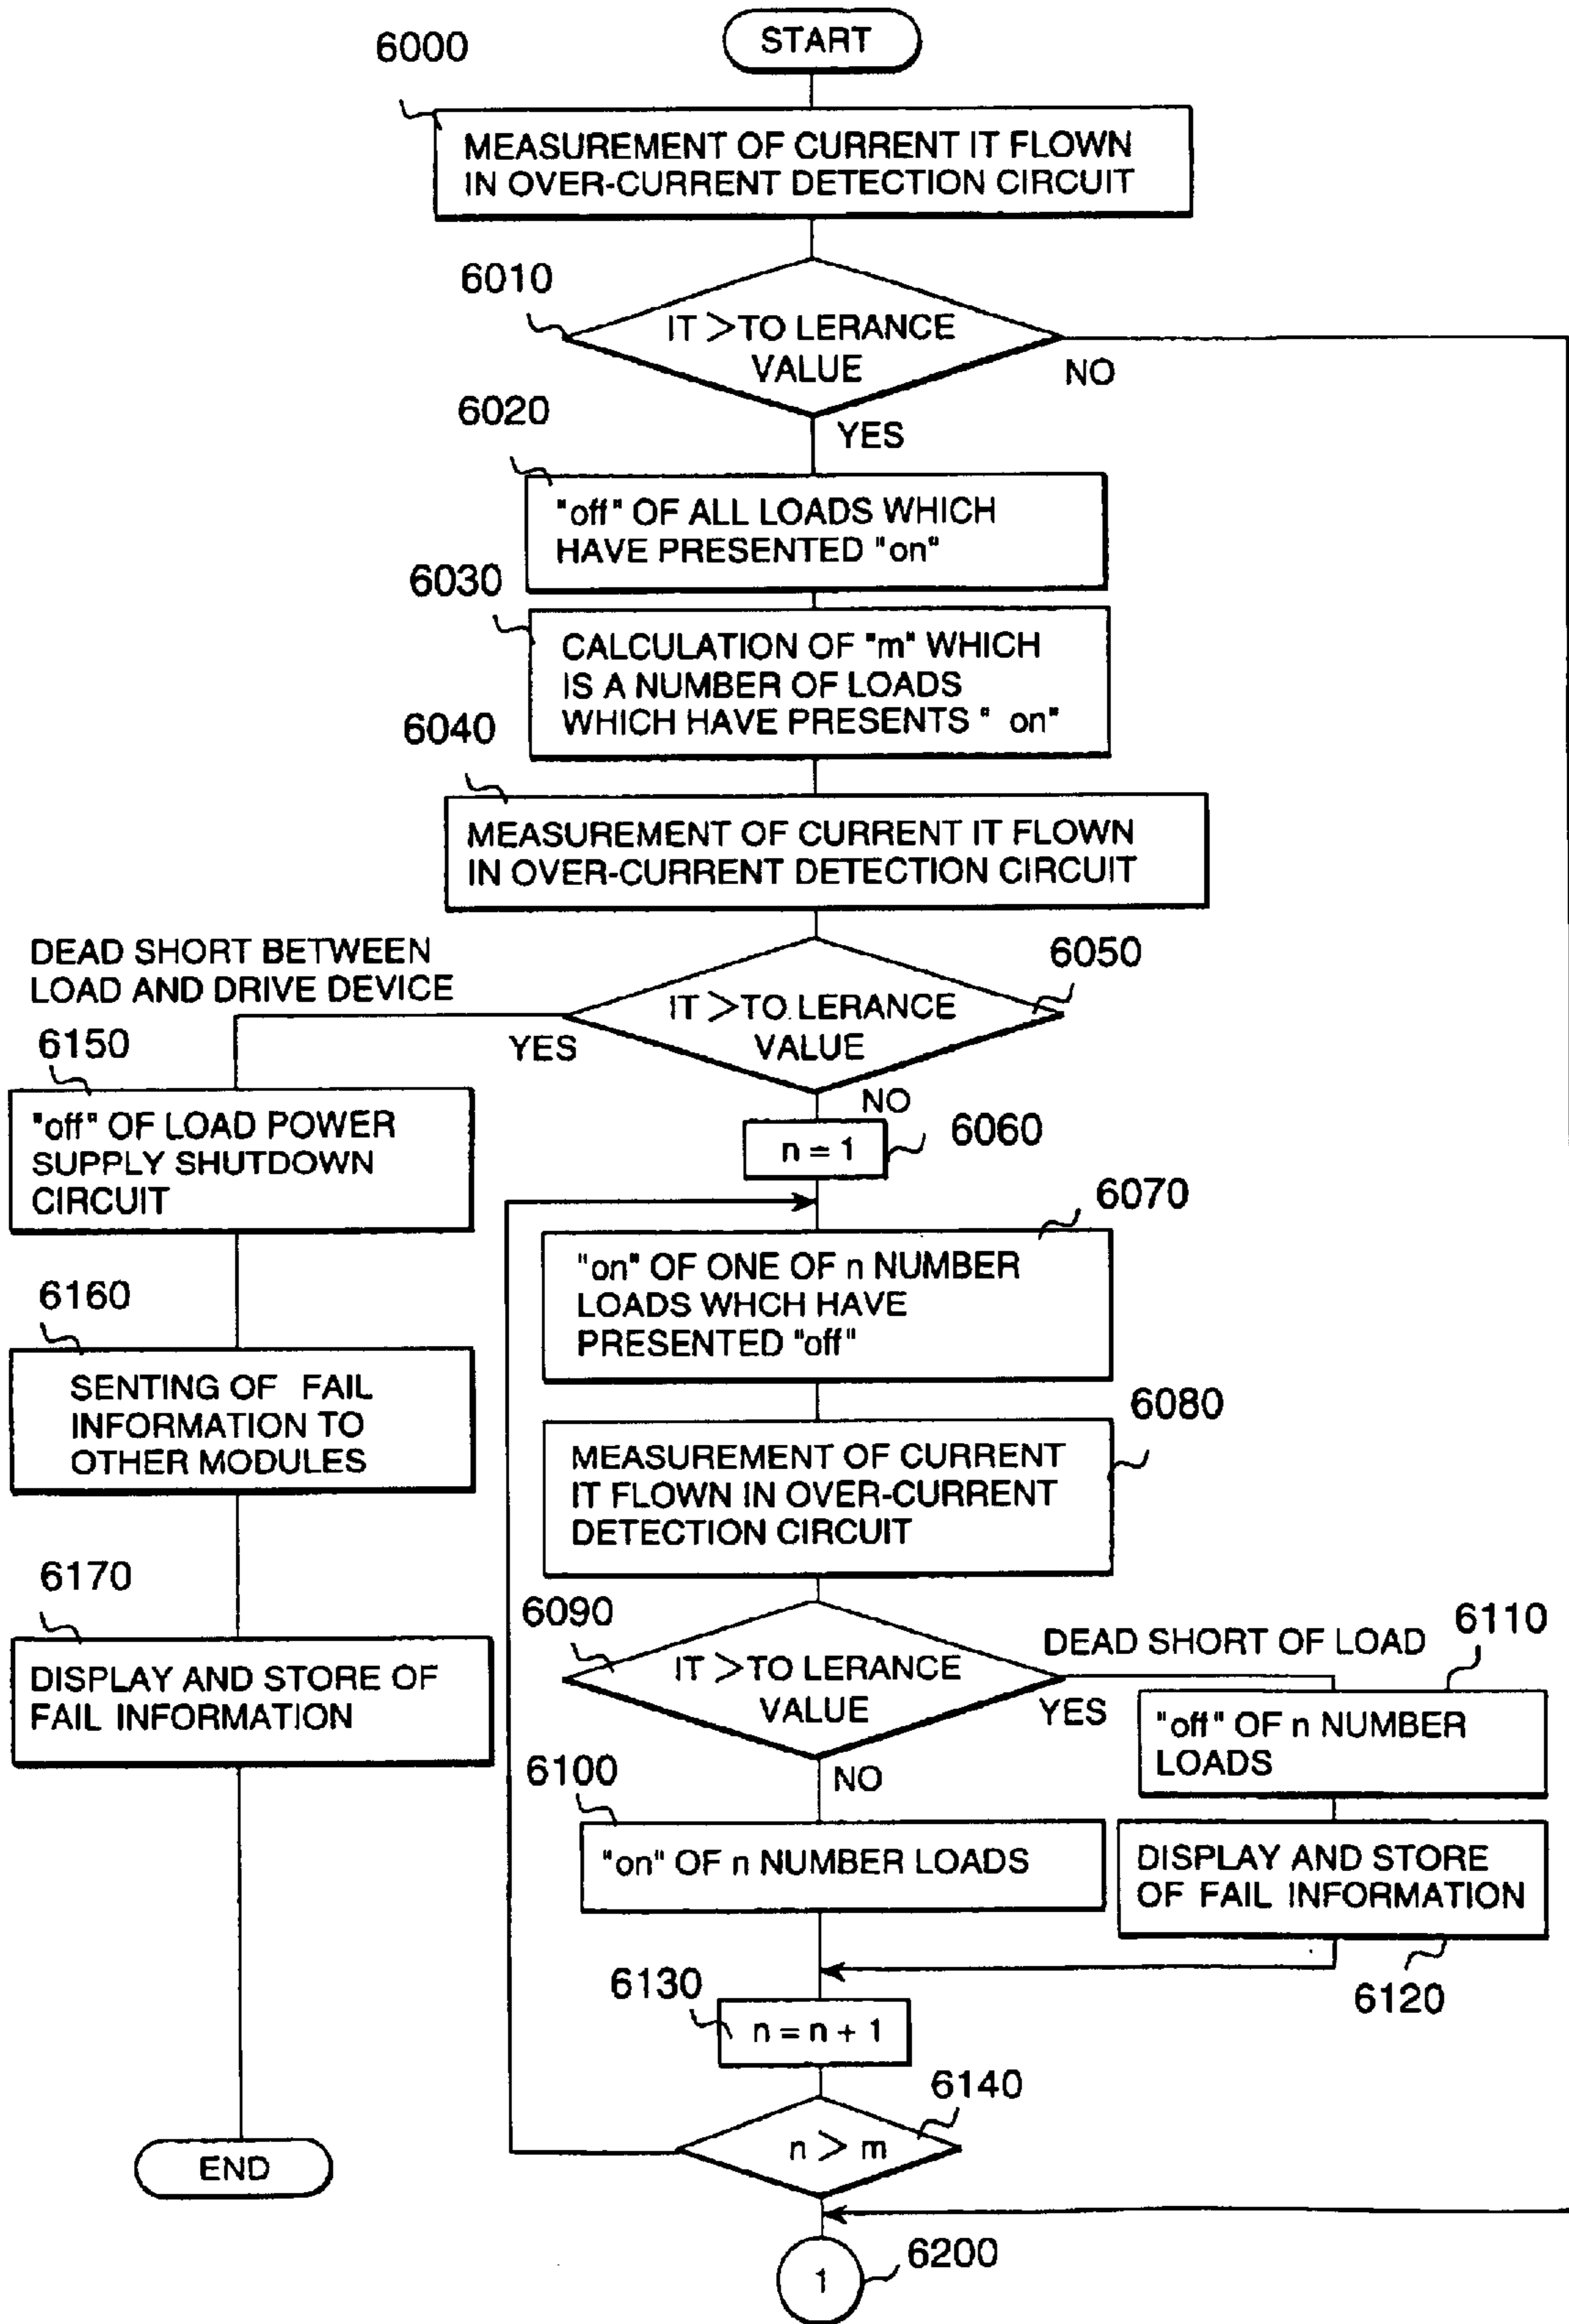 START
6000
MEASUREMENT OF CURRENT IT FLOWN
IN OVER-CURRENT DETECTION CIRCUIT
6010
IT >TO LERANCE
VALUE
NO
YES
6020
"off" OF ALL LOADS WHICH
HAVE PRESENTED "on"
6030
CALCULATION OF "m" WHICH
IS A NUMBER OF LOADS
WHICH HAVE PRESENTS " on"
6040
MEASUREMENT OF CURRENT IT FLOWN
IN OVER-CURRENT DETECTION CIRCUIT
DEAD SHORT BETWEEN
LOAD AND DRIVE DEVICE
6050
IT >TO LERANCE
VALUE
YES
NO
6150
"off" OF LOAD POWER
SUPPLY SHUTDOWN
CIRCUIT
6060
n = 1
6070
"on" OF ONE OF n NUMBER
LOADS WHCH HAVE
PRESENTED "off"
6160
SENTING OF FAIL
INFORMATION TO
OTHER MODULES
6080
MEASUREMENT OF CURRENT
IT FLOWN IN OVER-CURRENT
DETECTION CIRCUIT
6170
DISPLAY AND STORE OF
FAIL INFORMATION
6090
IT >TO LERANCE
VALUE
DEAD SHORT OF LOAD
YES
NO
6110
"off" OF n NUMBER
LOADS
6100
"on" OF n NUMBER LOADS
DISPLAY AND STORE
OF FAIL INFORMATION
6120
6130
n = n + 1
6140
n > m
END
6200
1